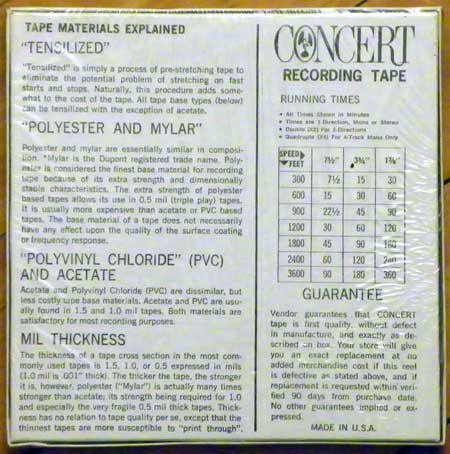 TAPE MATERIALS EXPLAINED
"TENSILIZED"
"Tensilized" is simply a process of pre-stretching tape to
eliminate the potential problem of stretching on fast
starts and stops. Naturally, this procedure adds some-
what to the cost of the tape. All tape base types (below)
can be tensilized with the exception of acetate.
"POLYESTER AND MYLAR"
Polyester and mylar are essentially similar in composi-
tion. *Mylar is the Dupont registered trade name. Poly-
ester is considered the finest base material for recording
tape because of its extra strength and dimensionally
stable characteristics. The extra strength of polyester
based tapes allows its use in 0.5 mil (triple play) tapes.
It is usually more expensive than acetate or PVC based
tapes. The base material of a tape does not necessarily
have any effect upon the quality of the surface coating
or frequency response.
"POLYVINYL CHLORIDE" (PVC)
AND ACETATE
Acetate and Polyvinyl Chloride (PVC) are dissimilar, but
less costly tape base materials. Acetate and PVC are usu-
ally found in 1.5 and 1.0 mil tapes. Both materials are
satisfactory for most recording purposes.
MIL THICKNESS
The thickness of a tape cross section in the most com-
monly used tapes is 1.5, 1.0, or 0.5 expressed in mils
(1.0 mil is .001" thick). The thicker the tape, the stronger
it is, however, polyester ("Mylar") is actually many times
stronger than acetate; its strength being required for 1.0
and especially the very fragile 0.5 mil thick tapes. Thick-
ness has no relation to tape quality per se, except that the
thinnest tapes are more susceptible to "print through".
CONCERT
RECORDING TAPE
RUNNING TIMES
• All Times Shown in Minutes
• Times are 1 Direction, Mono or Stereo
• Double (X2) For 2-Directions
• Quadruple (X4) For 4-Track Mono Only
SPEED FEET 7½" 3¾" 1⅞"
300 7½ 15 30
600 15 30 60
900 22½ 45 90
1200 30 60 120
1800 45 90 180
2400 60 120 240
3600 90 180 360
GUARANTEE
Vendor guarantees that CONCERT
tape is first quality, without defect
in manufacture, and exactly as de-
scribed on box. Your store will give
you an exact replacement at no
added merchandise cost if this reel
is defective as stated above, and if
replacement is requested within veri-
fied 90 days from purchase date.
No other guarantees implied or ex-
pressed.
MADE IN U.S.A.